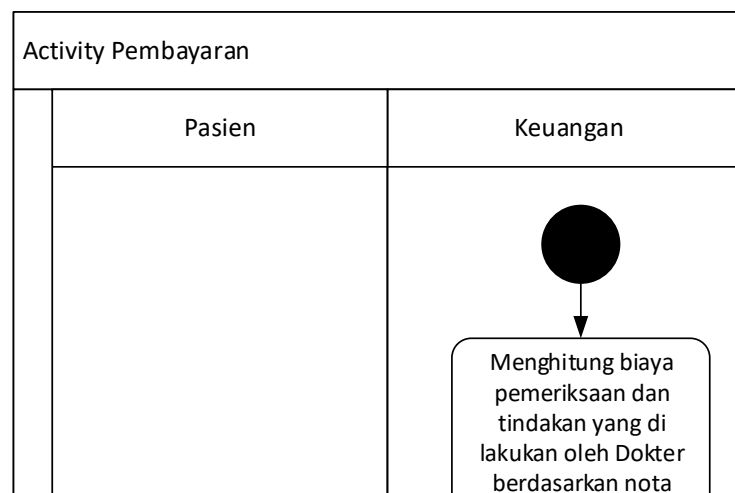 Activity Pembayaran
Pasien
Keuangan
Menghitung biaya
pemeriksaan dan
tindakan yang di
lakukan oleh Dokter
berdasarkan nota